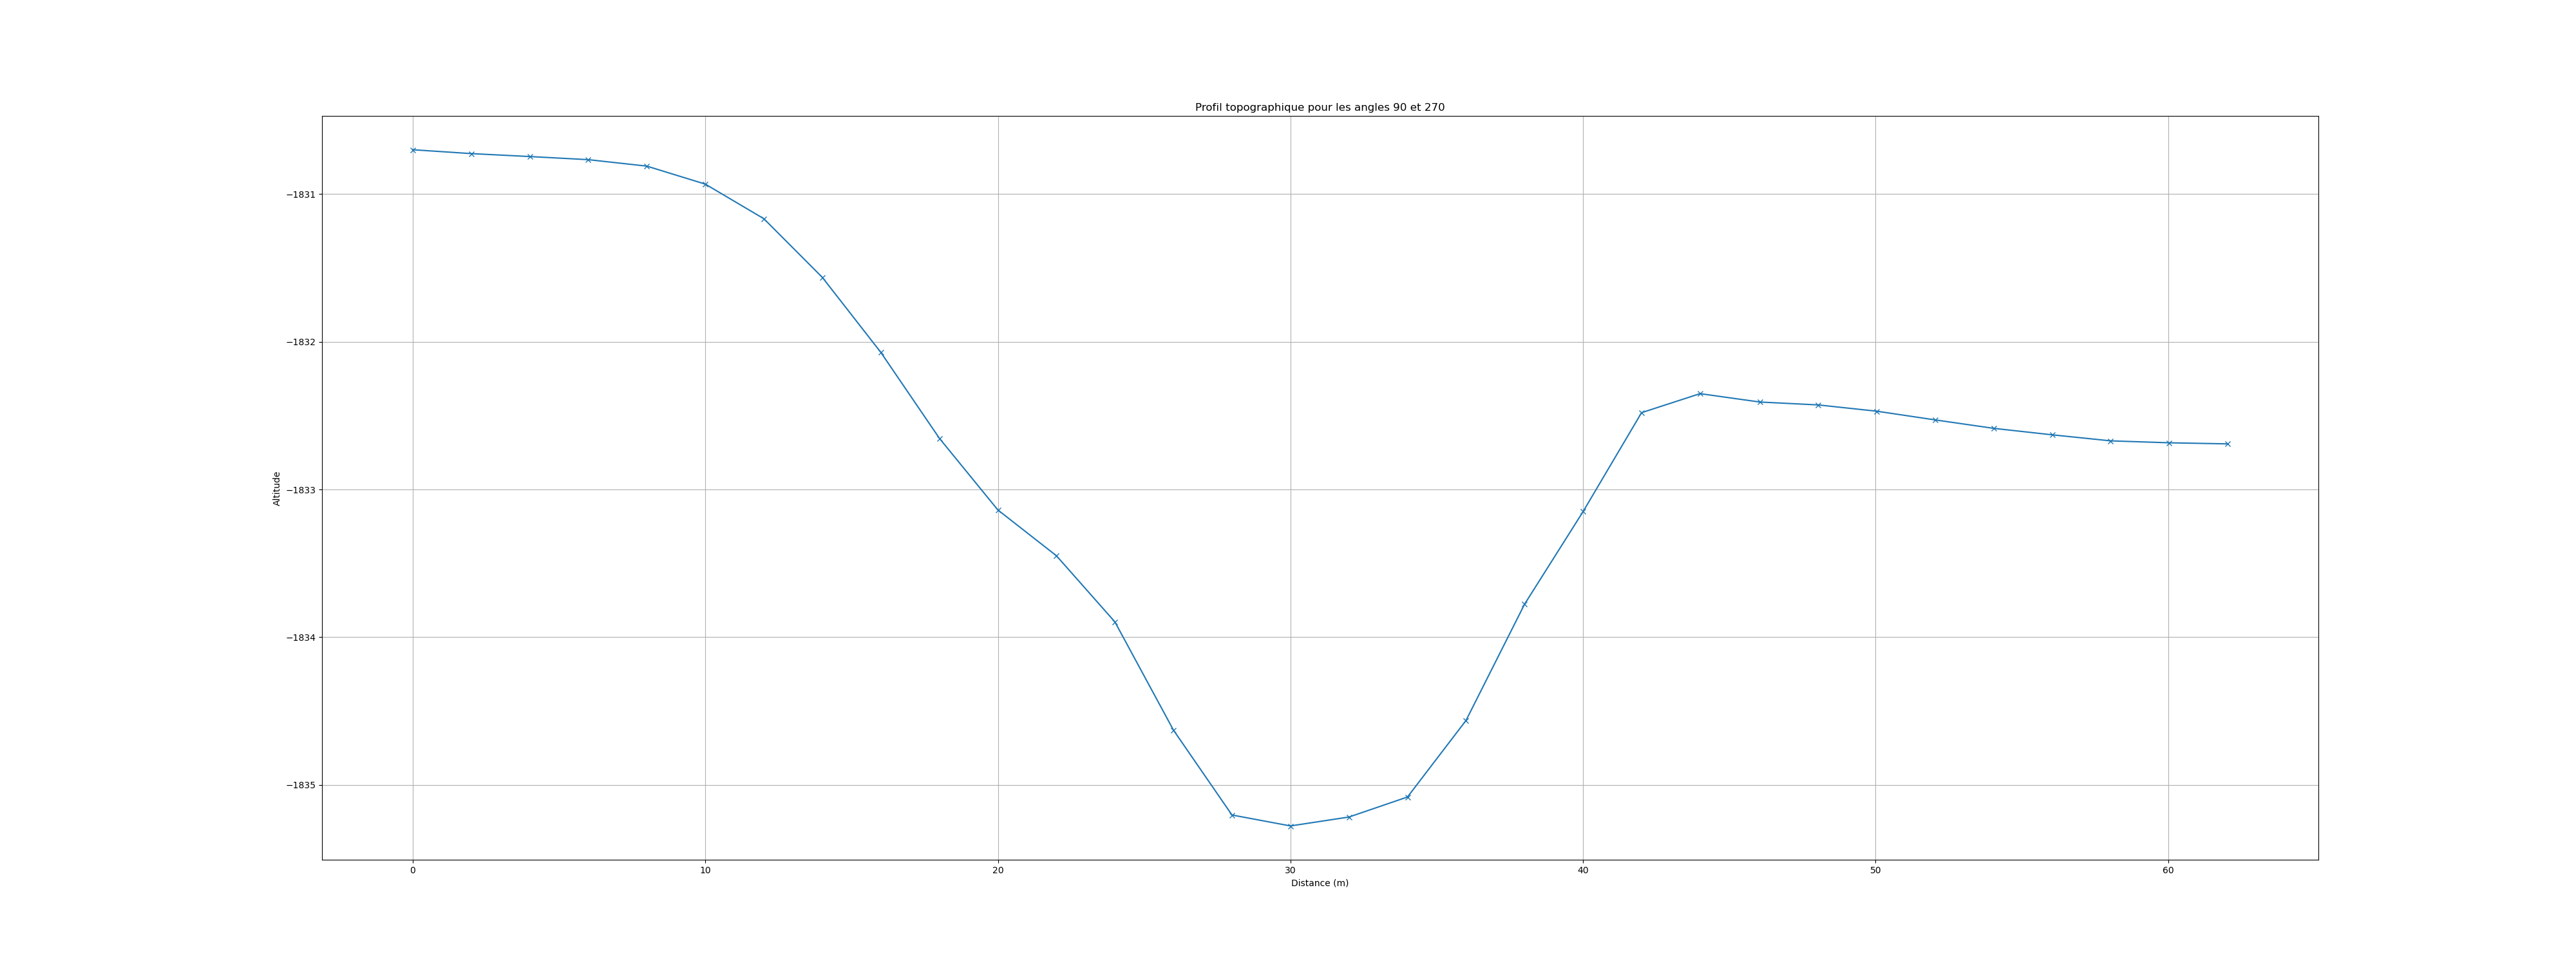 Profil topographique pour les angles 90 et 270
Altitude
−1831
−1832
−1833
−1834
−1835
0 10 20 30 40 50 60
Distance (m)